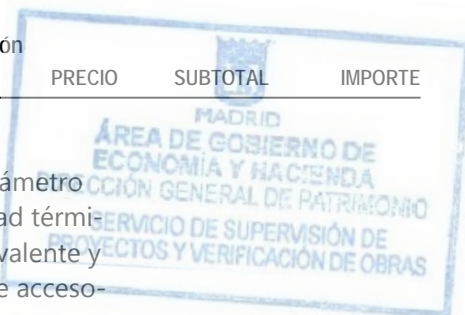 ón
PRECIO SUBTOTAL IMPORTE
MADRID
ÁREA DE GOBIERNO DE
ECONOMÍA Y HACIENDA
DIRECCIÓN GENERAL DE PATRIMONIO
SERVICIO DE SUPERVISIÓN DE
PROYECTOS Y VERIFICACIÓN DE OBRAS
ámetro
ad térmi-
valente y
e acceso-